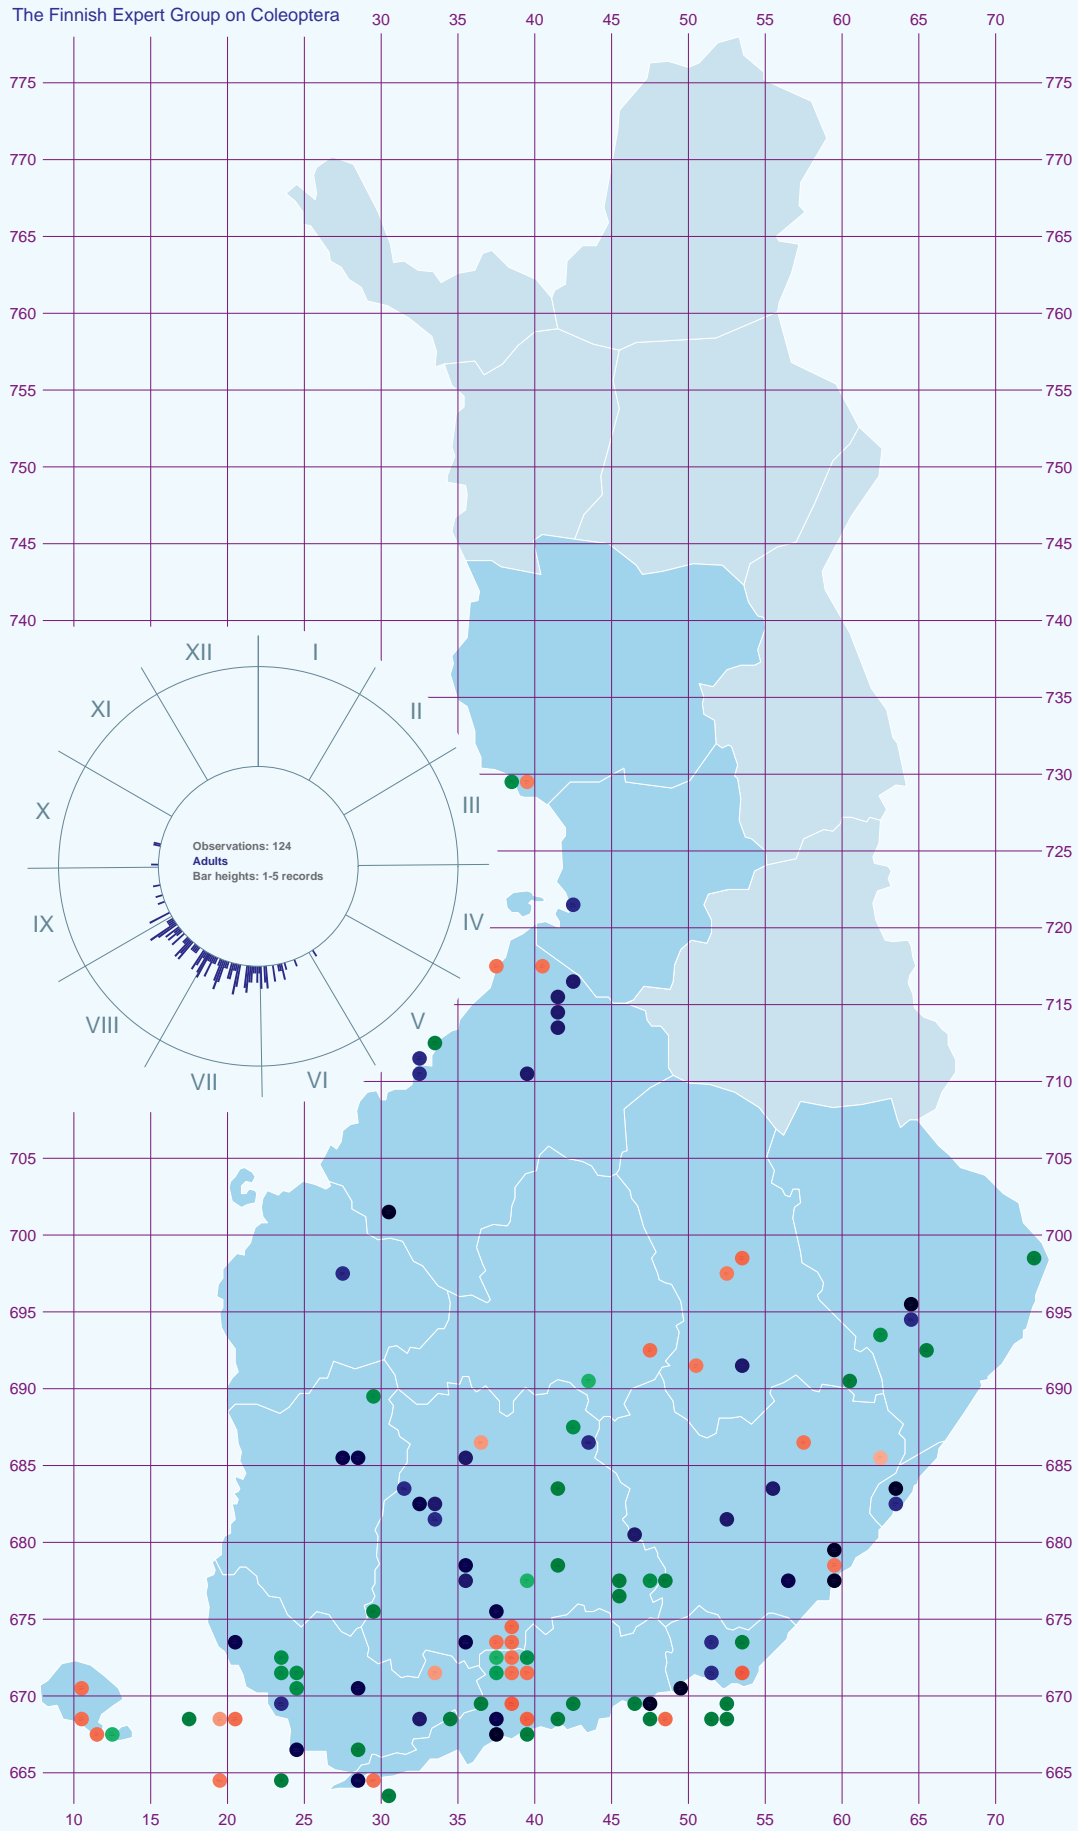 The Finnish Expert Group on Coleoptera
30 40 45 50 55 60 65 70
775 775
770 770
765 765
760 760
755 755
750 750
745 745
740 740
XII I
XI II
735
730
X III
Observations: 124
Adults
Bar heights: 1-5 records
725
IX IV
720
715
VIII V
VII VI
710
705 705
700 700
695 695
690 690
685 685
680 680
675 675
670 670
665 665
10 15 20 25 30 35 40 45 50 55 60 65 70